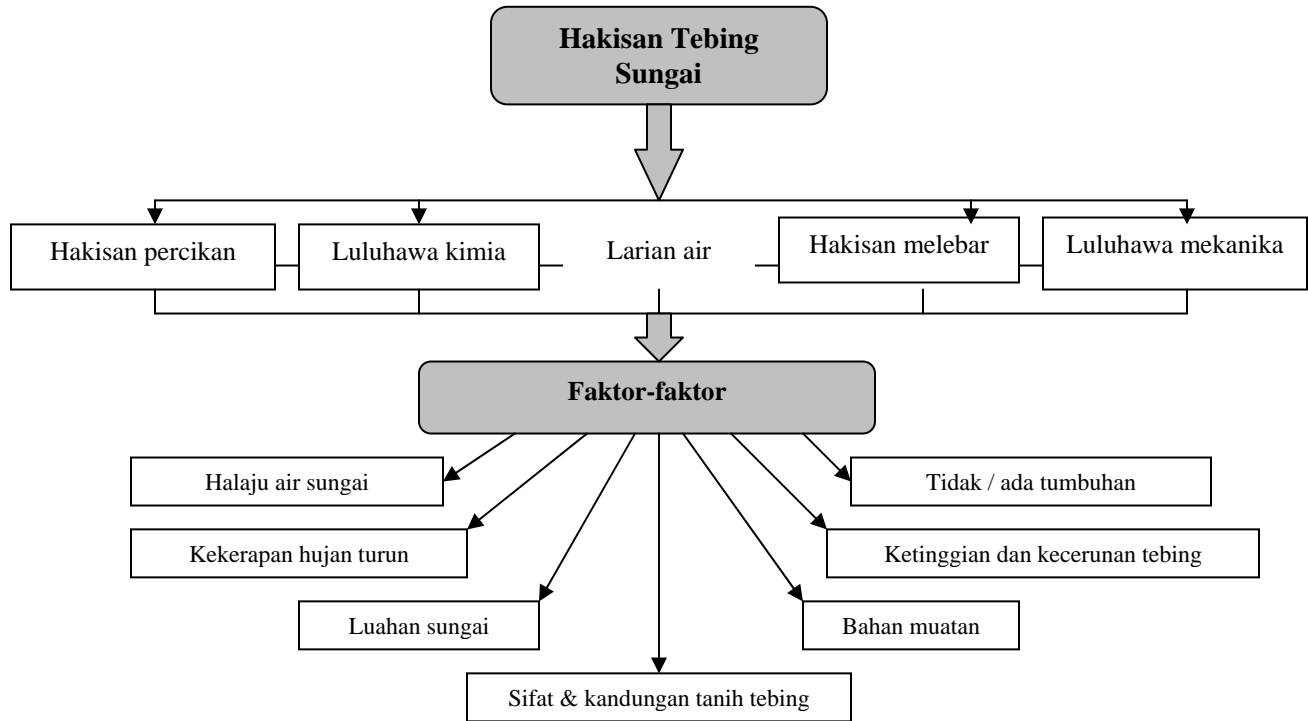 Hakisan Tebing
Sungai
Hakisan percikan
Luluhawa kimia
Larian air
Hakisan melebar
Luluhawa mekanika
Faktor-faktor
Halaju air sungai
Tidak / ada tumbuhan
Kekerapan hujan turun
Ketinggian dan kecerunan tebing
Luahan sungai
Bahan muatan
Sifat & kandungan tanih tebing